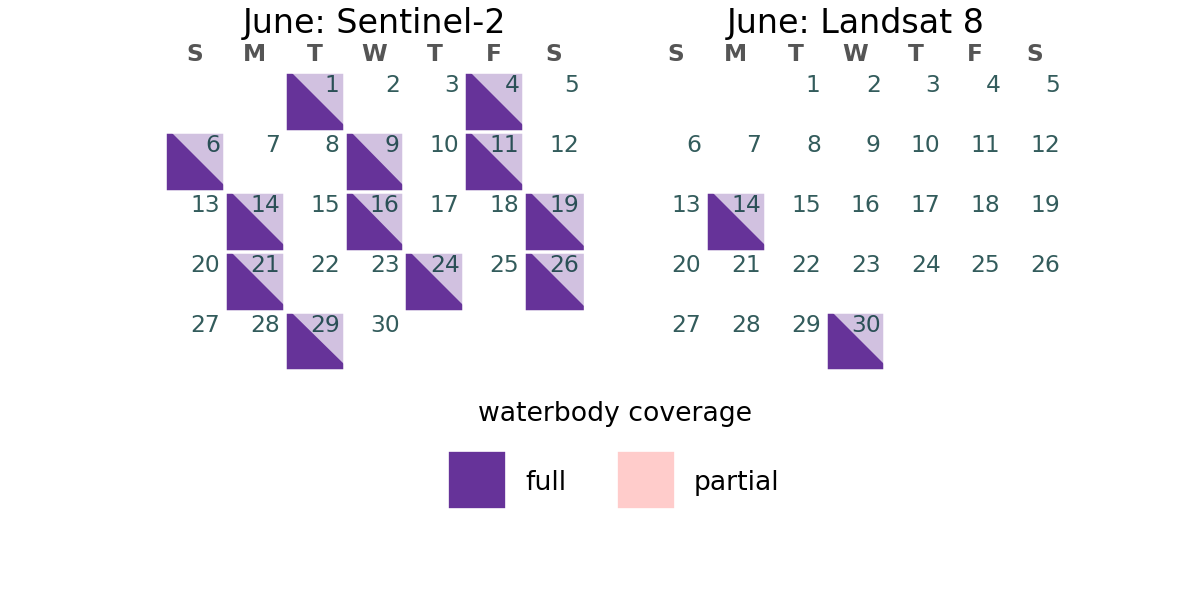 June: Sentinel-2
S M T W T F S
1 2 3 4 5
6 7 8 9 10 11 12
13 14 15 16 17 18 19
20 21 22 23 24 25 26
27 28 29 30
June: Landsat 8
S M T W T F S
1 2 3 4 5
6 7 8 9 10 11 12
13 14 15 16 17 18 19
20 21 22 23 24 25 26
27 28 29 30
waterbody coverage
full
partial